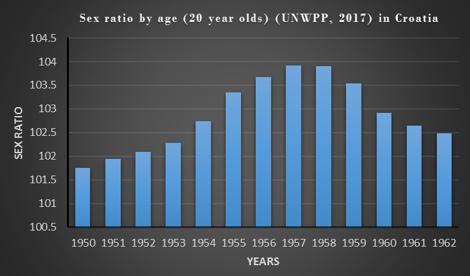 Sex ratio by age (20 year olds) (UNWPP, 2017) in Croatia
104.5
104
103.5
103
102.5
102
101.5
101
100.5
SEX RATIO
1950 1951 1952 1953 1954 1955 1956 1957 1958 1959 1960 1961 1962
YEARS